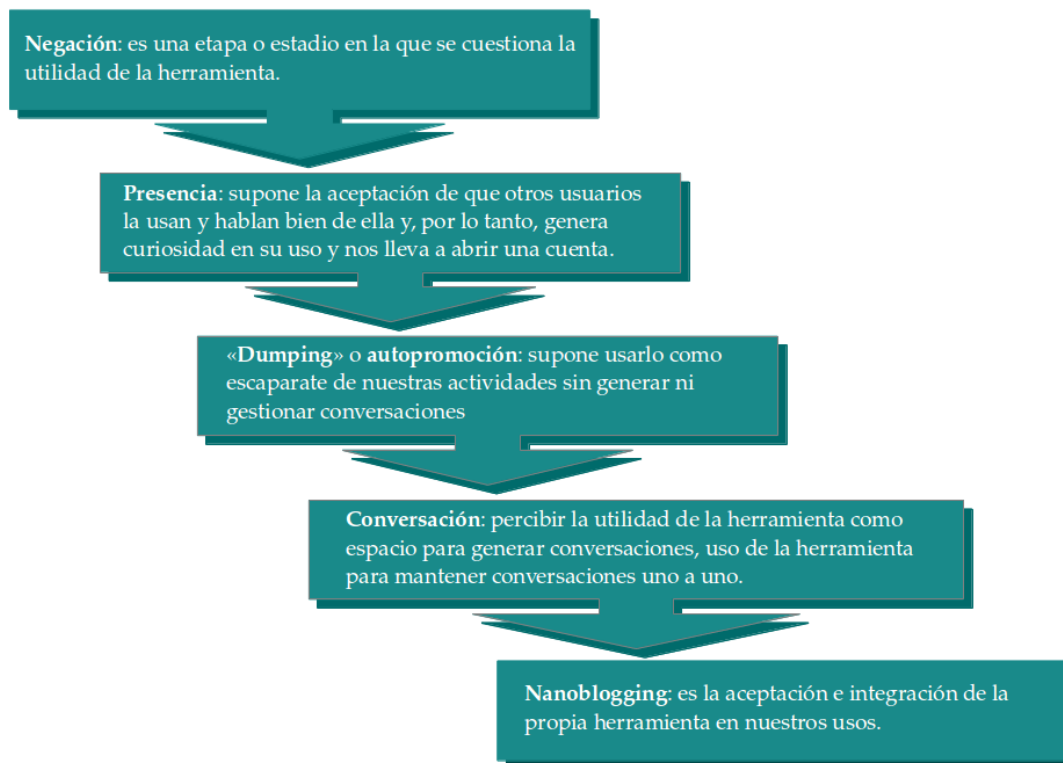 Negación: es una etapa o estadio en la que se cuestiona la
utilidad de la herramienta.
Presencia: supone la aceptación de que otros usuarios
la usan y hablan bien de ella y, por lo tanto, genera
curiosidad en su uso y nos lleva a abrir una cuenta.
«Dumping» o autopromoción: supone usarlo como
escaparate de nuestras actividades sin generar ni
gestionar conversaciones
Conversación: percibir la utilidad de la herramienta como
espacio para generar conversaciones, uso de la herramienta
para mantener conversaciones uno a uno.
Nanoblogging: es la aceptación e integración de la
propia herramienta en nuestros usos.